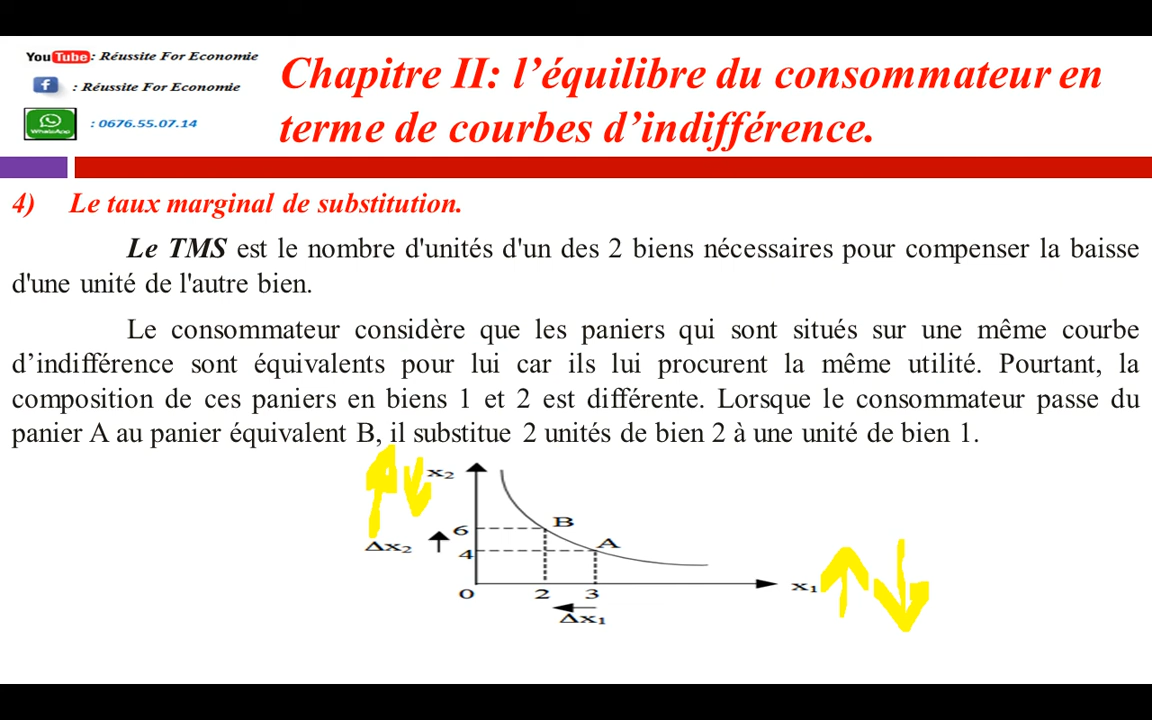 YouTube : Réussite For Economie
: Réussite For Economie
WhatsApp : 0676.55.07.14
Chapitre II: l’équilibre du consommateur en
terme de courbes d’indifférence.
4) Le taux marginal de substitution.
Le TMS est le nombre d'unités d'un des 2 biens nécessaires pour compenser la baisse
d'une unité de l'autre bien.
Le consommateur considère que les paniers qui sont situés sur une même courbe
d’indifférence sont équivalents pour lui car ils lui procurent la même utilité. Pourtant, la
composition de ces paniers en biens 1 et 2 est différente. Lorsque le consommateur passe du
panier A au panier équivalent B, il substitue 2 unités de bien 2 à une unité de bien 1.
x₂
B
6
A
Δx₂
4
x₁
0 2 3
Δx₁